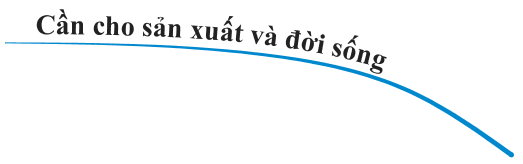 Cần cho sản xuất và đời sống